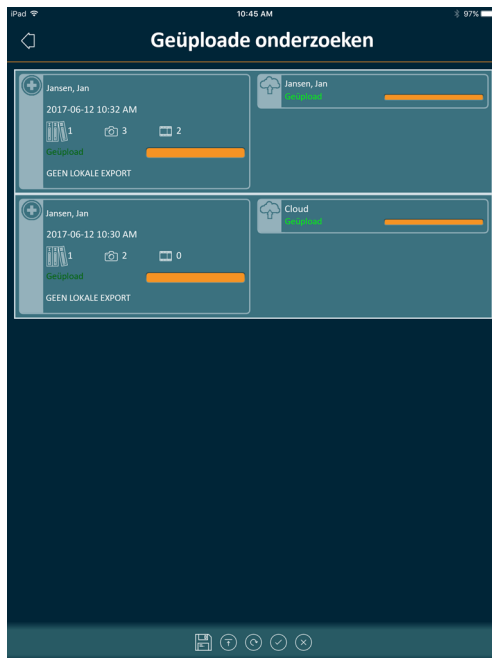 iPad 10:45 AM 97%
Geüploade onderzoeken
Jansen, Jan
2017-06-12 10:32 AM
1 3 2
Geüpload
GEEN LOKALE EXPORT
Jansen, Jan
Geüpload
Jansen, Jan
2017-06-12 10:30 AM
1 2 0
Geüpload
GEEN LOKALE EXPORT
Cloud
Geüpload